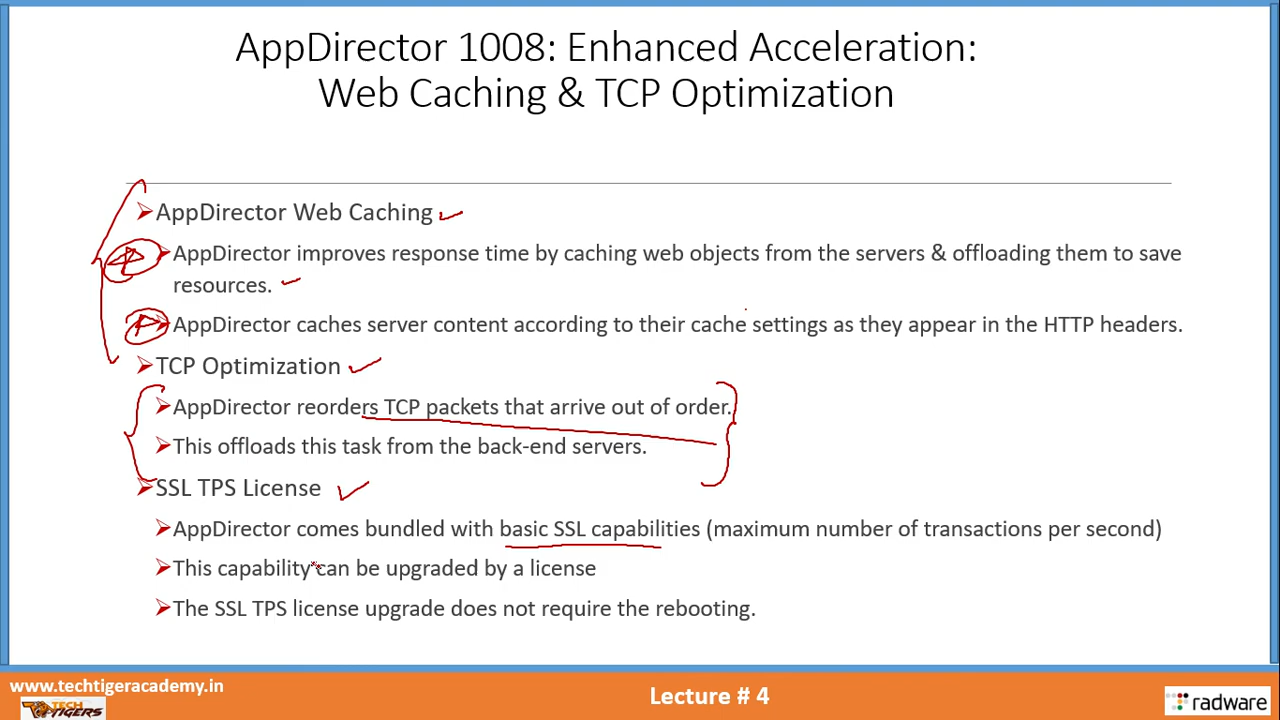 AppDirector 1008: Enhanced Acceleration:
Web Caching & TCP Optimization
AppDirector Web Caching
AppDirector improves response time by caching web objects from the servers & offloading them to save
resources.
AppDirector caches server content according to their cache settings as they appear in the HTTP headers.
TCP Optimization
AppDirector reorders TCP packets that arrive out of order.
This offloads this task from the back-end servers.
SSL TPS License
AppDirector comes bundled with basic SSL capabilities (maximum number of transactions per second)
This capability can be upgraded by a license
The SSL TPS license upgrade does not require the rebooting.
www.techtigeracademy.in
TECH
TIGERS
Lecture # 4
radware